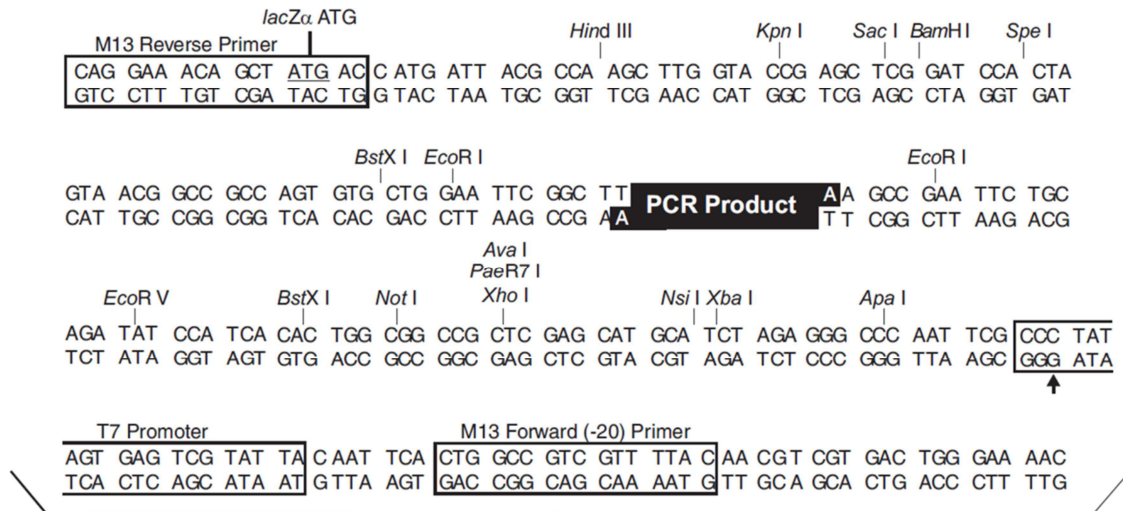 lacZα ATG
M13 Reverse Primer
Hind III Kpn I Sac I BamH I Spe I
CAG GAA ACA GCT ATG AC C ATG ATT ACG CCA AGC TTG GTA CCG AGC TCG GAT CCA CTA
GTC CTT TGT CGA TAC TG G TAC TAA TGC GGT TCG AAC CAT GGC TCG AGC CTA GGT GAT
BstX I EcoR I EcoR I
GTA ACG GCC GCC AGT GTG CTG GAA TTC GGC TT PCR Product A A GCC GAA TTC TGC
CAT TGC CGG CGG TCA CAC GAC CTT AAG CCG AA A T T CGG CTT AAG ACG
Ava I
PaeR7 I
EcoR V BstX I Not I Xho I Nsi I Xba I Apa I
AGA TAT CCA TCA CAC TGG CGG CCG CTC GAG CAT GCA TCT AGA GGG CCC AAT TCG CCC TAT
TCT ATA GGT AGT GTG ACC GCC GGC GAG CTC GTA CGT AGA TCT CCC GGG TTA AGC GGG ATA
T7 Promoter M13 Forward (-20) Primer
AGT GAG TCG TAT TA C AAT TCA CTG GCC GTC GTT TTA C AA CGT CGT GAC TGG GAA AAC
TCA CTC AGC ATA AT G TTA AGT GAC CGG CAG CAA AAT G TT GCA GCA CTG ACC CTT TTG